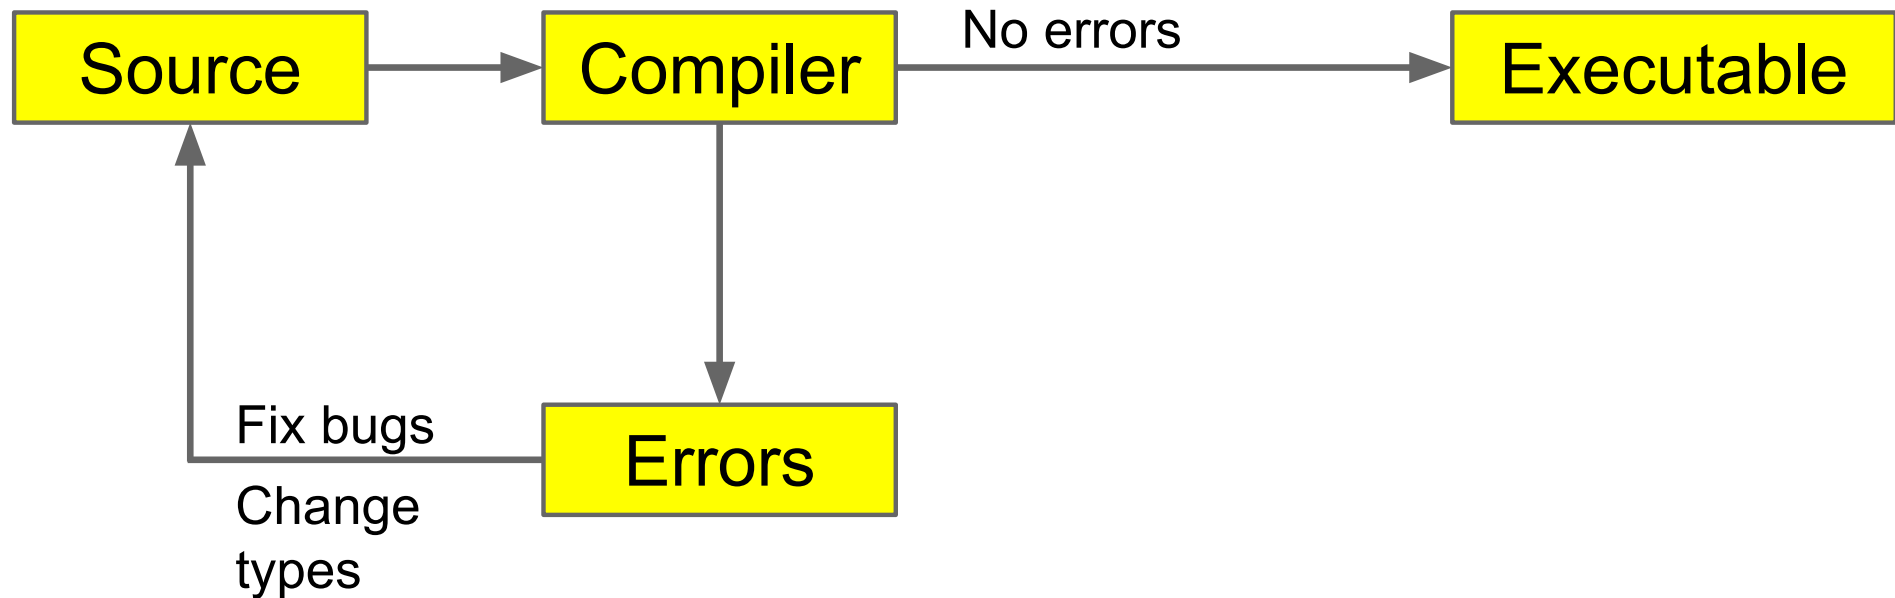 Source
Compiler
No errors
Executable
Fix bugs
Change
types
Errors